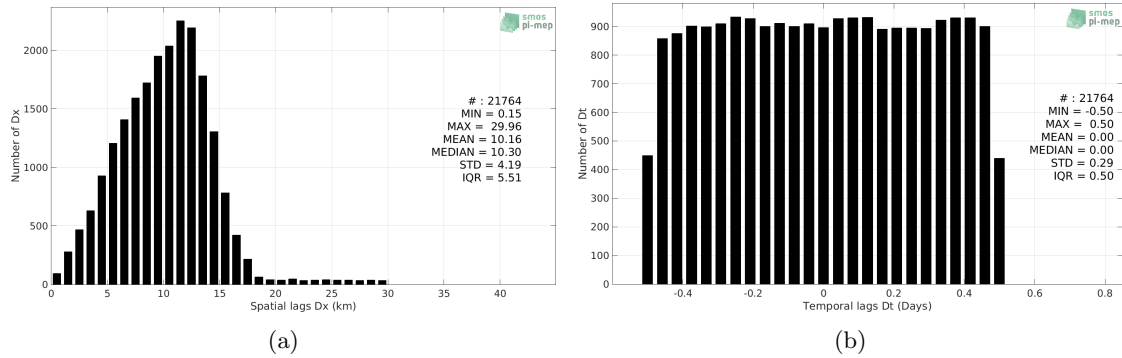 smos
pi-mep
2000
1500
1000
500
0
Number of Dx
# : 21764
MIN = 0.15
MAX = 29.96
MEAN = 10.16
MEDIAN = 10.30
STD = 4.19
IQR = 5.51
0 5 10 15 20 25 30 35 40
Spatial lags Dx (km)
(a)
smos
pi-mep
900
800
700
600
500
400
300
200
100
0
Number of Dt
# : 21764
MIN = -0.50
MAX = 0.50
MEAN = 0.00
MEDIAN = 0.00
STD = 0.29
IQR = 0.50
-0.4 -0.2 0 0.2 0.4 0.6 0.8
Temporal lags Dt (Days)
(b)